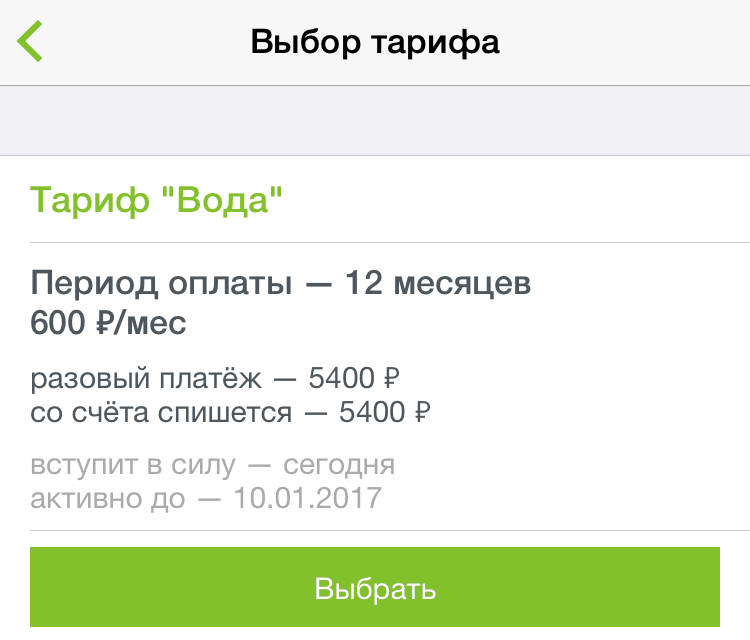 Выбор тарифа
Тариф "Вода"
Период оплаты — 12 месяцев
600 ₽/мес
разовый платёж — 5400 ₽
со счёта спишется — 5400 ₽
вступит в силу — сегодня
активно до — 10.01.2017
Выбрать